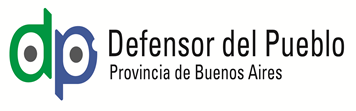 dp Defensor del Pueblo
Provincia de Buenos Aires